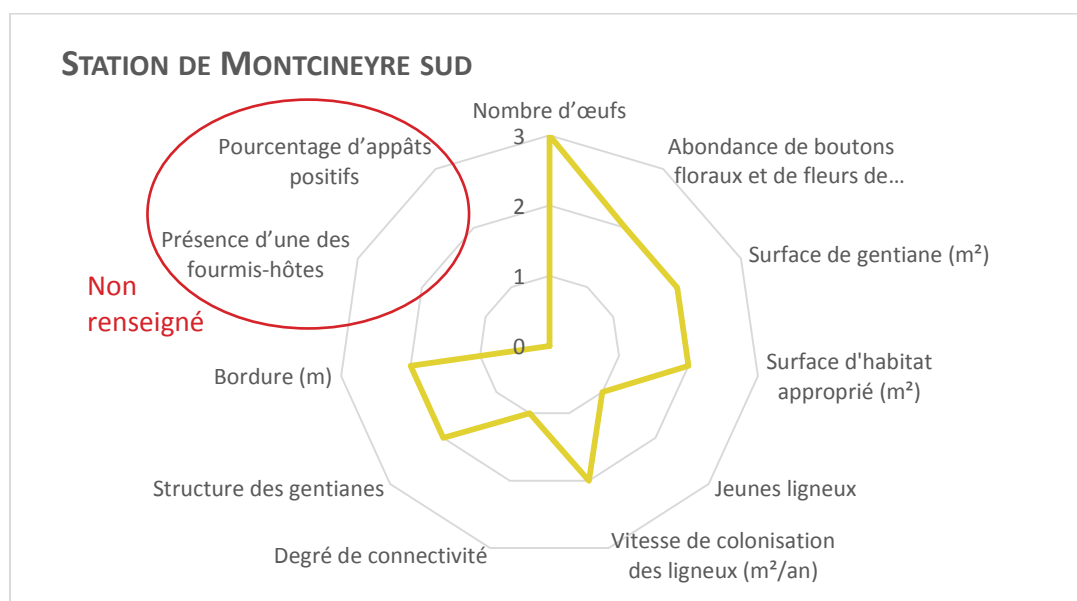 STATION DE MONTCINEYRE SUD
Nombre d’œufs
Abondance de boutons
floraux et de fleurs de…
Surface de gentiane (m²)
Surface d'habitat
approprié (m²)
Jeunes ligneux
Vitesse de colonisation
des ligneux (m²/an)
Degré de connectivité
Structure des gentianes
Bordure (m)
Présence d’une des
fourmis-hôtes
Pourcentage d’appâts
positifs
Non
renseigné
3
2
1
0